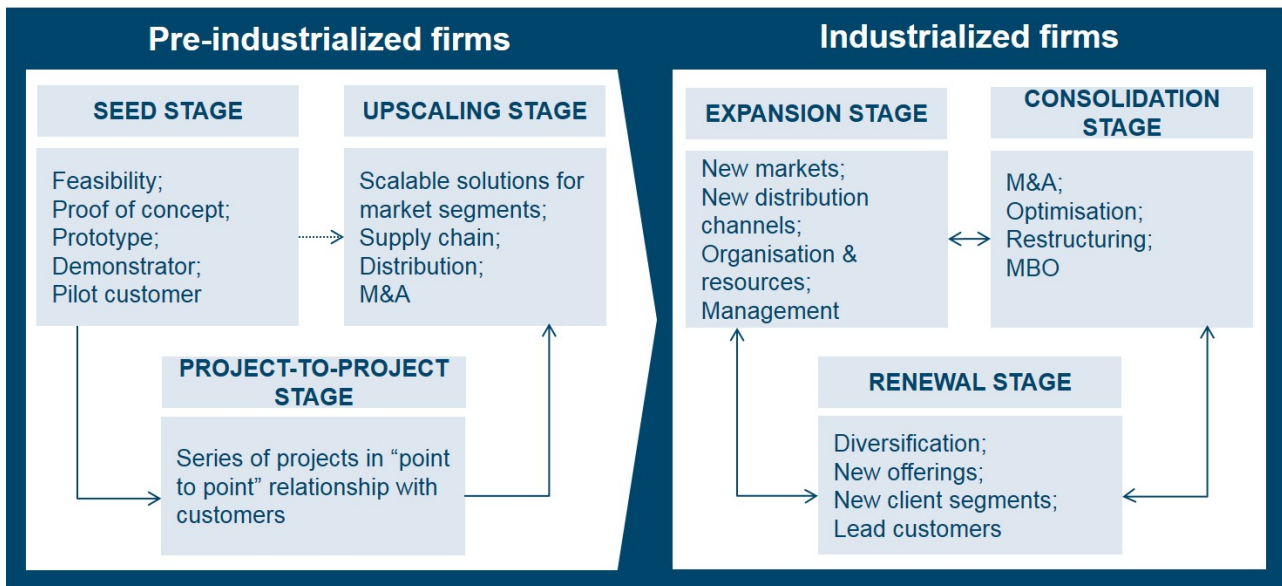 Pre-industrialized firms
SEED STAGE
Feasibility;
Proof of concept;
Prototype;
Demonstrator;
Pilot customer
UPSCALING STAGE
Scalable solutions for
market segments;
Supply chain;
Distribution;
M&A
PROJECT-TO-PROJECT
STAGE
Series of projects in “point
to point” relationship with
customers
Industrialized firms
EXPANSION STAGE
New markets;
New distribution
channels;
Organisation &
resources;
Management
CONSOLIDATION
STAGE
M&A;
Optimisation;
Restructuring;
MBO
RENEWAL STAGE
Diversification;
New offerings;
New client segments;
Lead customers